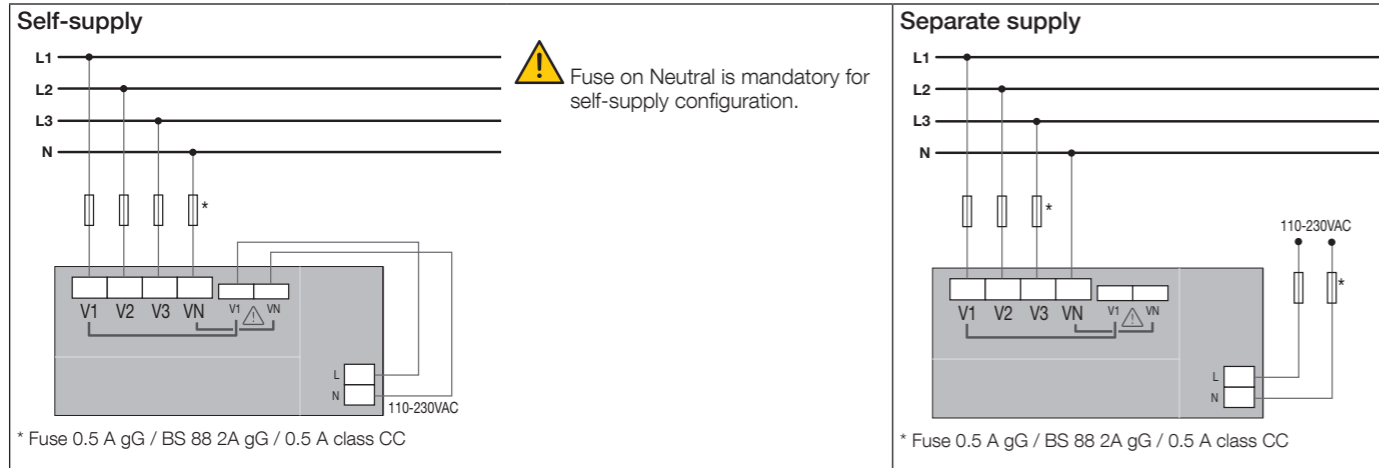 Self-supply
L1
L2
L3
N
Fuse on Neutral is mandatory for
self-supply configuration.
*
V1 V2 V3 VN V1 VN
L
N
110-230VAC
* Fuse 0.5 A gG / BS 88 2A gG / 0.5 A class CC
Separate supply
L1
L2
L3
N
*
110-230VAC
*
V1 V2 V3 VN V1 VN
L
N
* Fuse 0.5 A gG / BS 88 2A gG / 0.5 A class CC